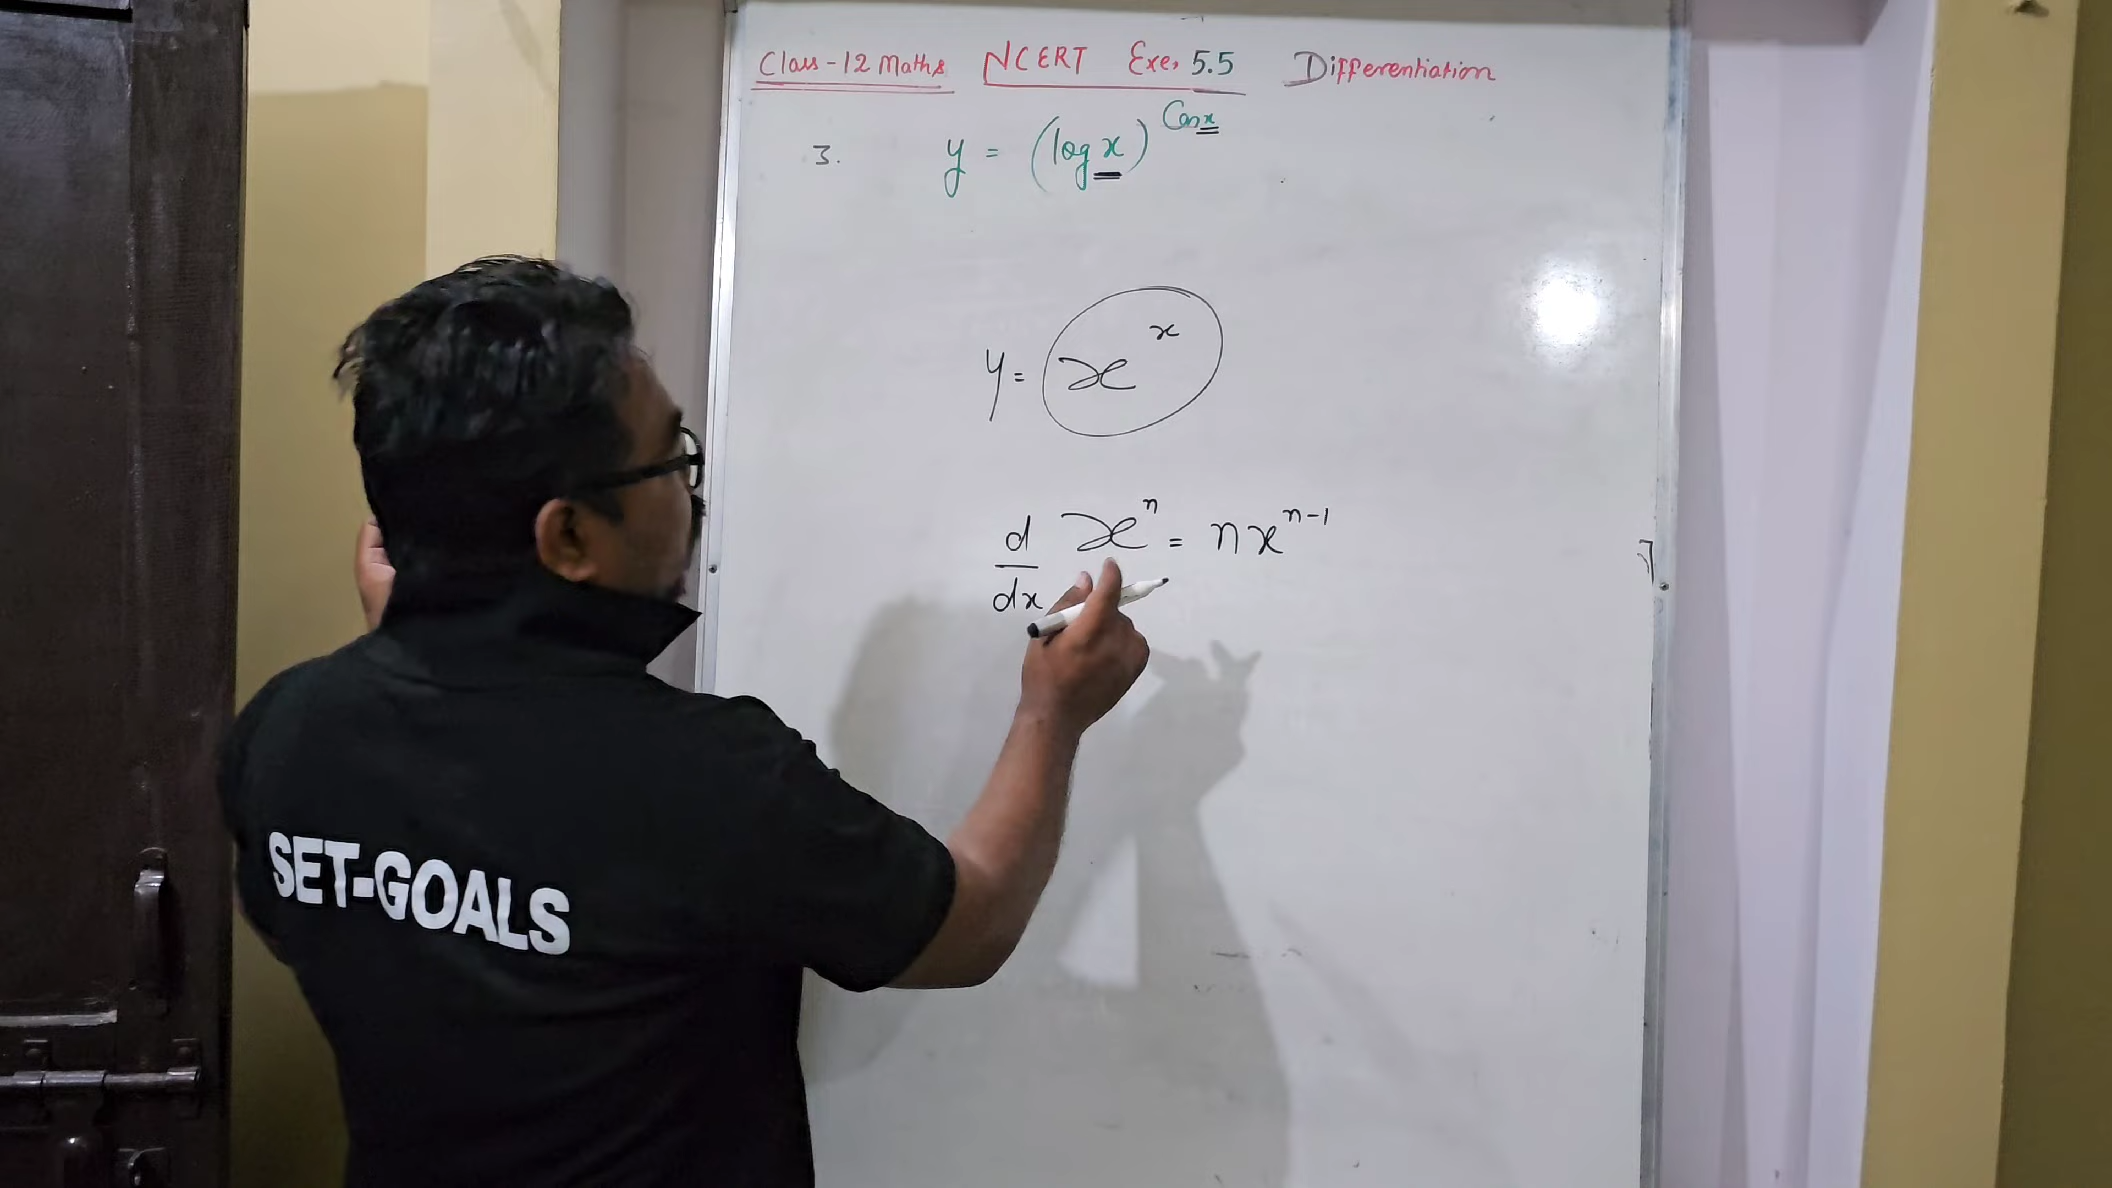 Class-12 Maths NCERT Exe. 5.5 Differentiation
3. y = (log x)^Cos x
y = x^x
d/dx x^n = nx^n-1
SET-GOALS